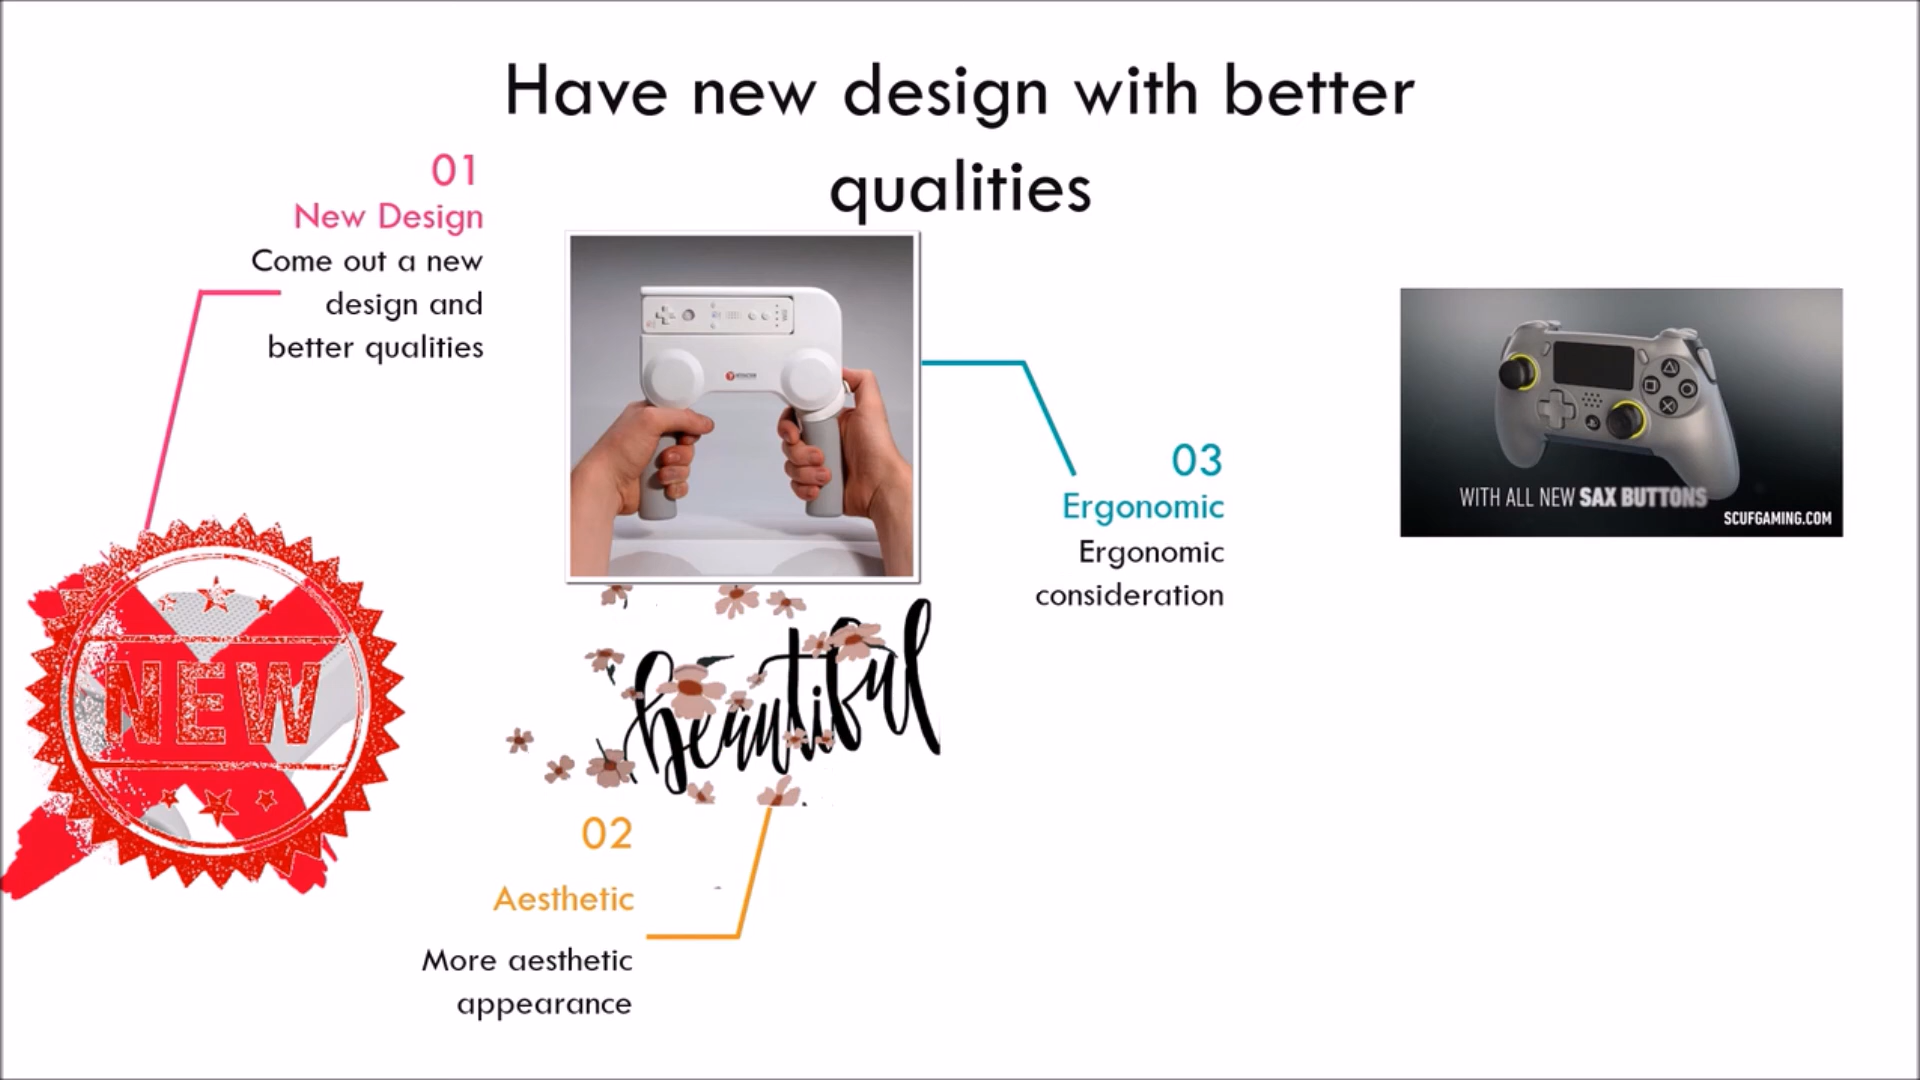 Have new design with better
qualities
01
New Design
Come out a new
design and
better qualities
NEW
beautiful
02
Aesthetic
More aesthetic
appearance
03
Ergonomic
Ergonomic
consideration
WITH ALL NEW SAX BUTTONS
SCUFGAMING.COM